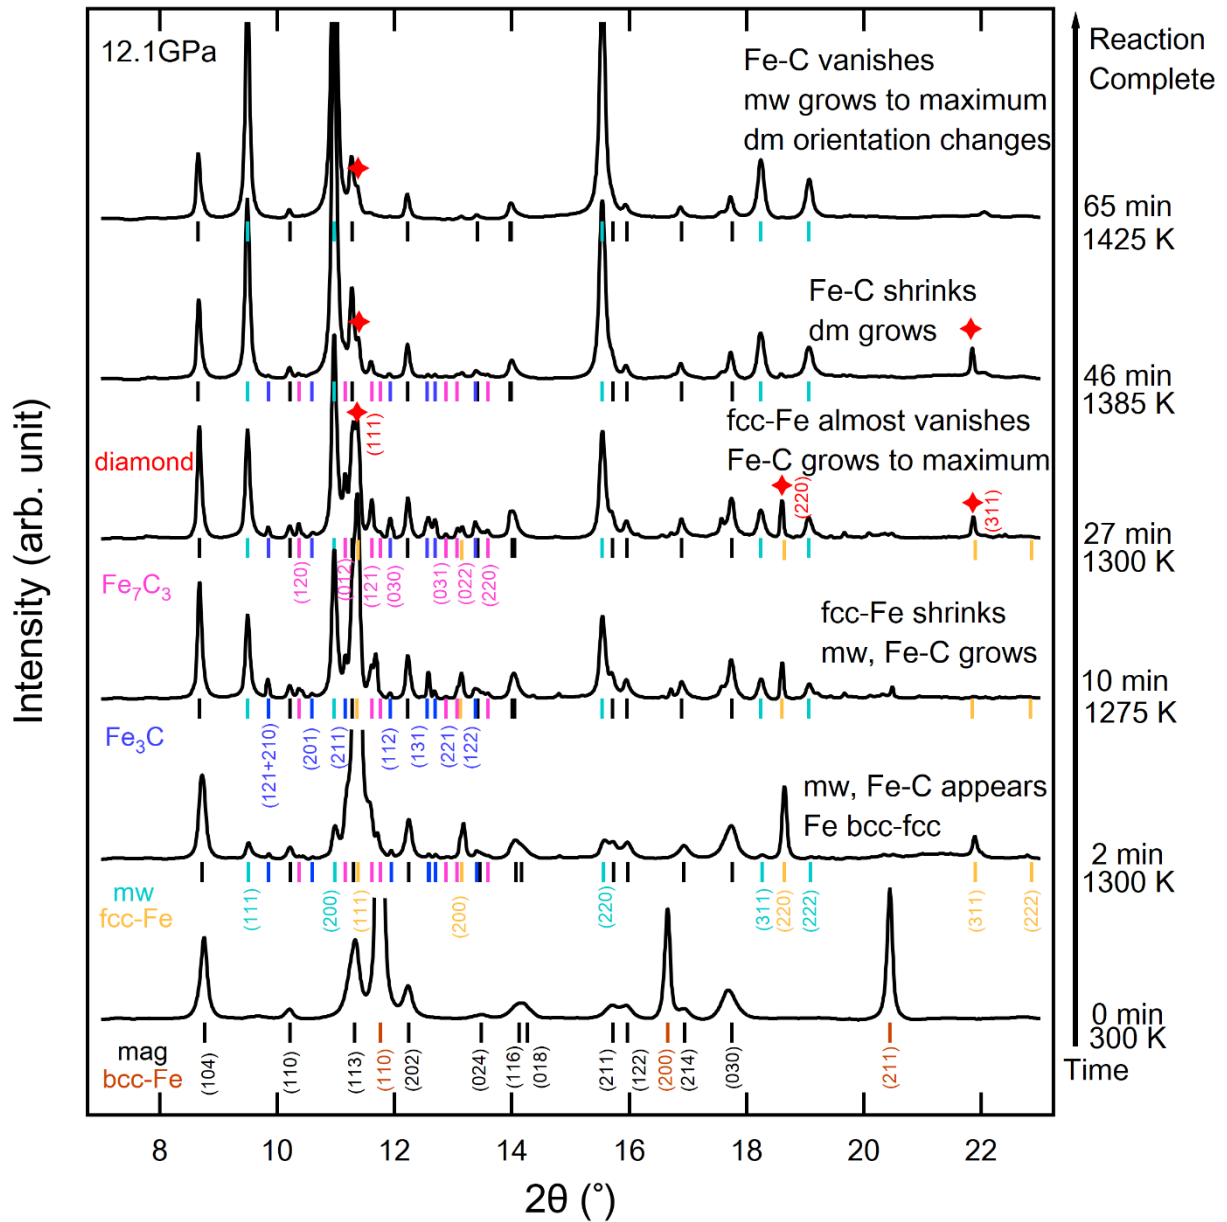 12.1GPa
Fe-C vanishes
mw grows to maximum
dm orientation changes
Reaction
Complete
65 min
1425 K
Fe-C shrinks
dm grows
46 min
1385 K
fcc-Fe almost vanishes
Fe-C grows to maximum
diamond
(111)
(220)
(311)
27 min
1300 K
Fe7C3
(120)
(012)
(121)
(030)
(031)
(022)
(220)
fcc-Fe shrinks
mw, Fe-C grows
10 min
1275 K
Fe3C
(121+210)
(201)
(211)
(112)
(131)
(221)
(122)
mw, Fe-C appears
Fe bcc-fcc
2 min
1300 K
mw
fcc-Fe
(111)
(200)
(111)
(200)
(220)
(311)
(220)
(222)
(311)
(222)
0 min
300 K
mag
bcc-Fe
(104)
(110)
(113)
(110)
(202)
(024)
(116)
(018)
(211)
(122)
(200)
(214)
(030)
(211)
Time
8 10 12 14 16 18 20 22
2θ (°)
Intensity (arb. unit)